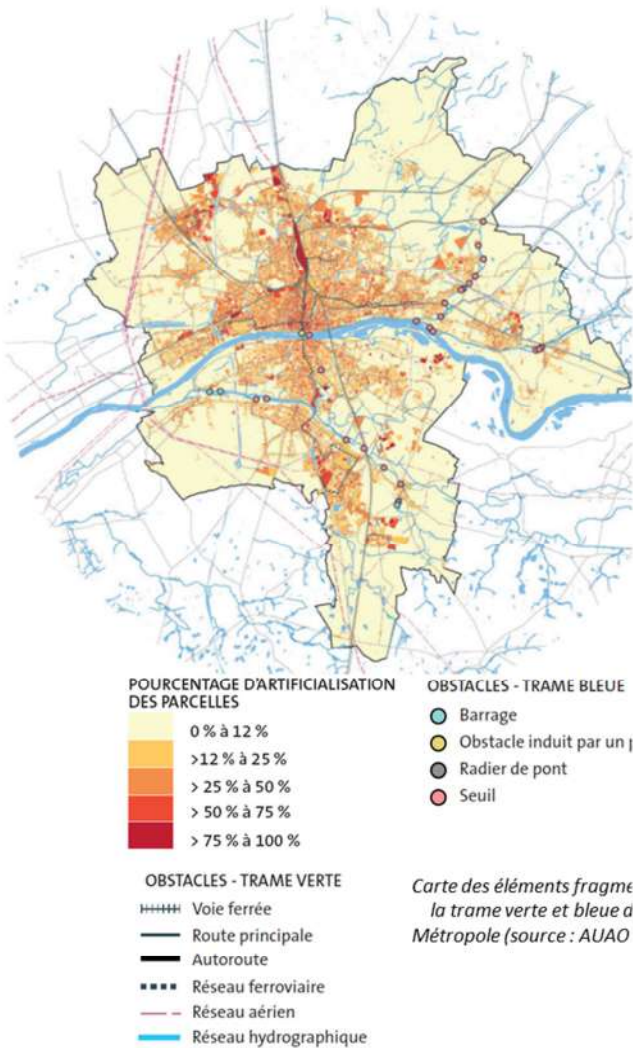 POURCENTAGE D'ARTIFICIALISATION
DES PARCELLES
0 % à 12 %
>12 % à 25 %
> 25 % à 50 %
> 50 % à 75 %
> 75 % à 100 %
OBSTACLES - TRAME BLEUE
Barrage
Obstacle induit par un
Radier de pont
Seuil
OBSTACLES - TRAME VERTE
Voie ferrée
Route principale
Autoroute
Réseau ferroviaire
Réseau aérien
Réseau hydrographique
Carte des éléments fragme
la trame verte et bleue d
Métropole (source : AUAO